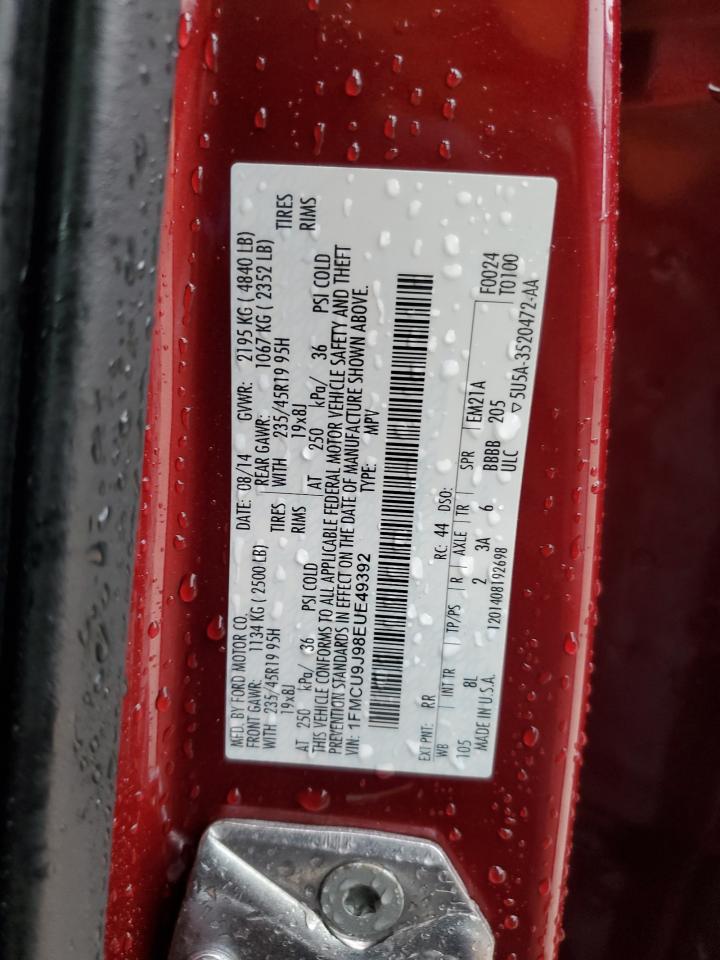 MFD. BY FORD MOTOR CO. DATE: 08/14 GVWR: 2195 KG ( 4840 LB)
FRONT GAWR: 1134 KG ( 2500 LB) REAR GAWR: 1067 KG ( 2352 LB)
WITH 235/45R19 95H TIRES WITH 235/45R19 95H TIRES
19x8J RIMS 19x8J RIMS
AT 250 kPa/ 36 PSI COLD AT 250 kPa/ 36 PSI COLD
THIS VEHICLE CONFORMS TO ALL APPLICABLE FEDERAL MOTOR VEHICLE SAFETY AND THEFT
PREVENTION STANDARDS IN EFFECT ON THE DATE OF MANUFACTURE SHOWN ABOVE.
VIN: 1FMCU9J98EUE49392 TYPE: MPV
EXT PNT: RR RC: 44 DSO: F0024
WB INT TR TP/PS R AXLE TR SPR EM21A T0100
105 8L 2 3A 6 BBBB 205
MADE IN U.S.A. 1201408192698 ULC ▽5U5A-3520472-AA